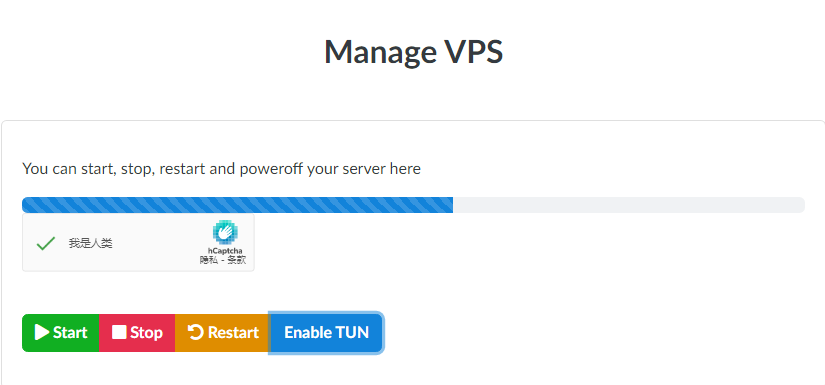 Manage VPS
You can start, stop, restart and poweroff your server here
我是人类
hCaptcha
隐私 - 条款
Start
Stop
Restart
Enable TUN